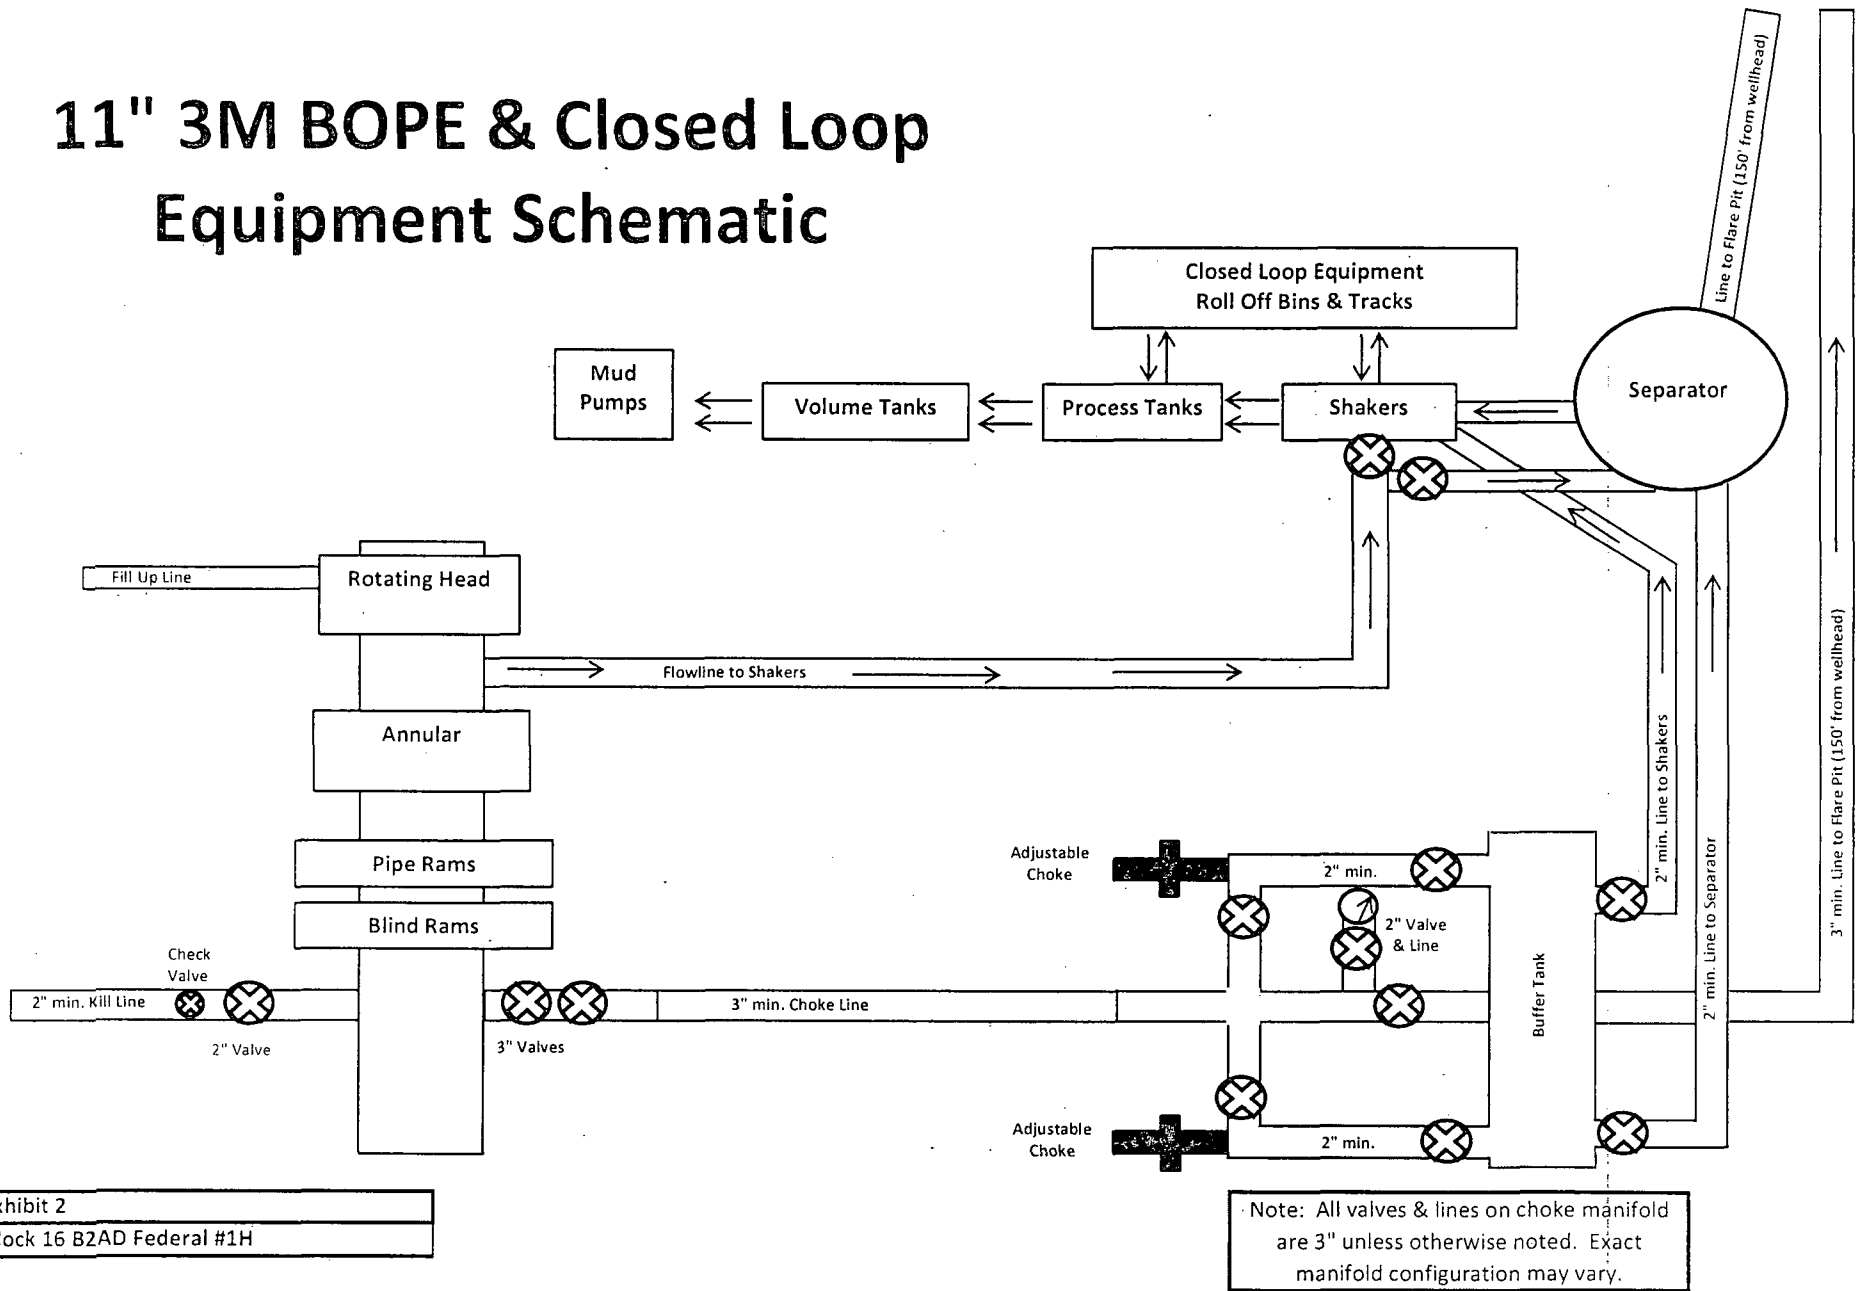 11" 3M BOPE & Closed Loop
Equipment Schematic
Line to Flare Pit (150' from wellhead)
Closed Loop Equipment
Roll Off Bins & Tracks
Mud
Pumps
Volume Tanks
Process Tanks
Shakers
Separator
Fill Up Line
Rotating Head
Flowline to Shakers
Annular
Pipe Rams
Blind Rams
Check
Valve
2" min. Kill Line
2" Valve
3" Valves
3" min. Choke Line
Adjustable
Choke
2" min.
2" Valve
& Line
Buffer Tank
Adjustable
Choke
2" min.
2" min. Line to Shakers
2" min. Line to Separator
3" min. Line to Flare Pit (150' from wellhead)
xhibit 2
ock 16 B2AD Federal #1H
Note: All valves & lines on choke manifold
are 3" unless otherwise noted. Exact
manifold configuration may vary.